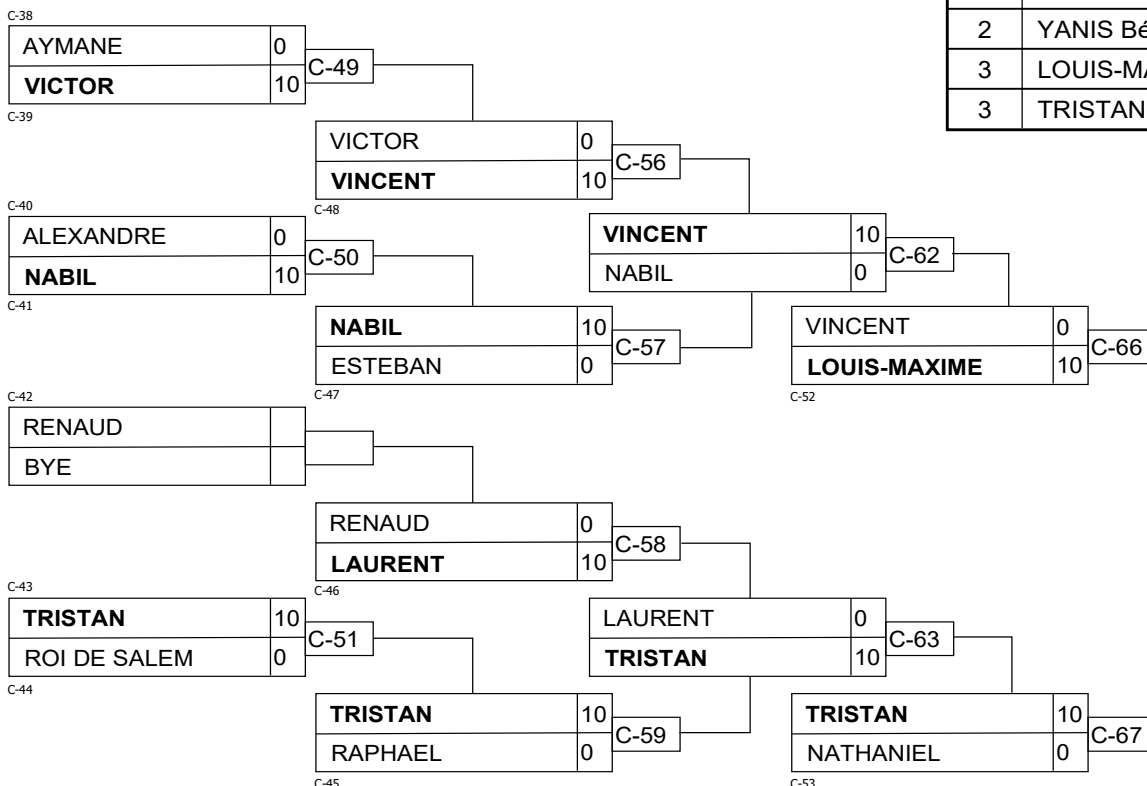 C-38
AYMANE 0
C-49
VICTOR 10
C-39
VICTOR 0
C-56
VINCENT 10
C-48
C-40
ALEXANDRE 0
C-50
NABIL 10
C-41
VINCENT 10
C-62
NABIL 0
NABIL 10
C-57
ESTEBAN 0
C-47
VINCENT 0
C-66
LOUIS-MAXIME 10
C-52
C-42
RENAUD
BYE
RENAUD 0
C-58
LAURENT 10
C-46
C-43
TRISTAN 10
C-51
ROI DE SALEM 0
C-44
LAURENT 0
C-63
TRISTAN 10
TRISTAN 10
C-59
RAPHAEL 0
C-45
TRISTAN 10
C-67
NATHANIEL 0
C-53
2 YANIS
3
3 TRISTAN